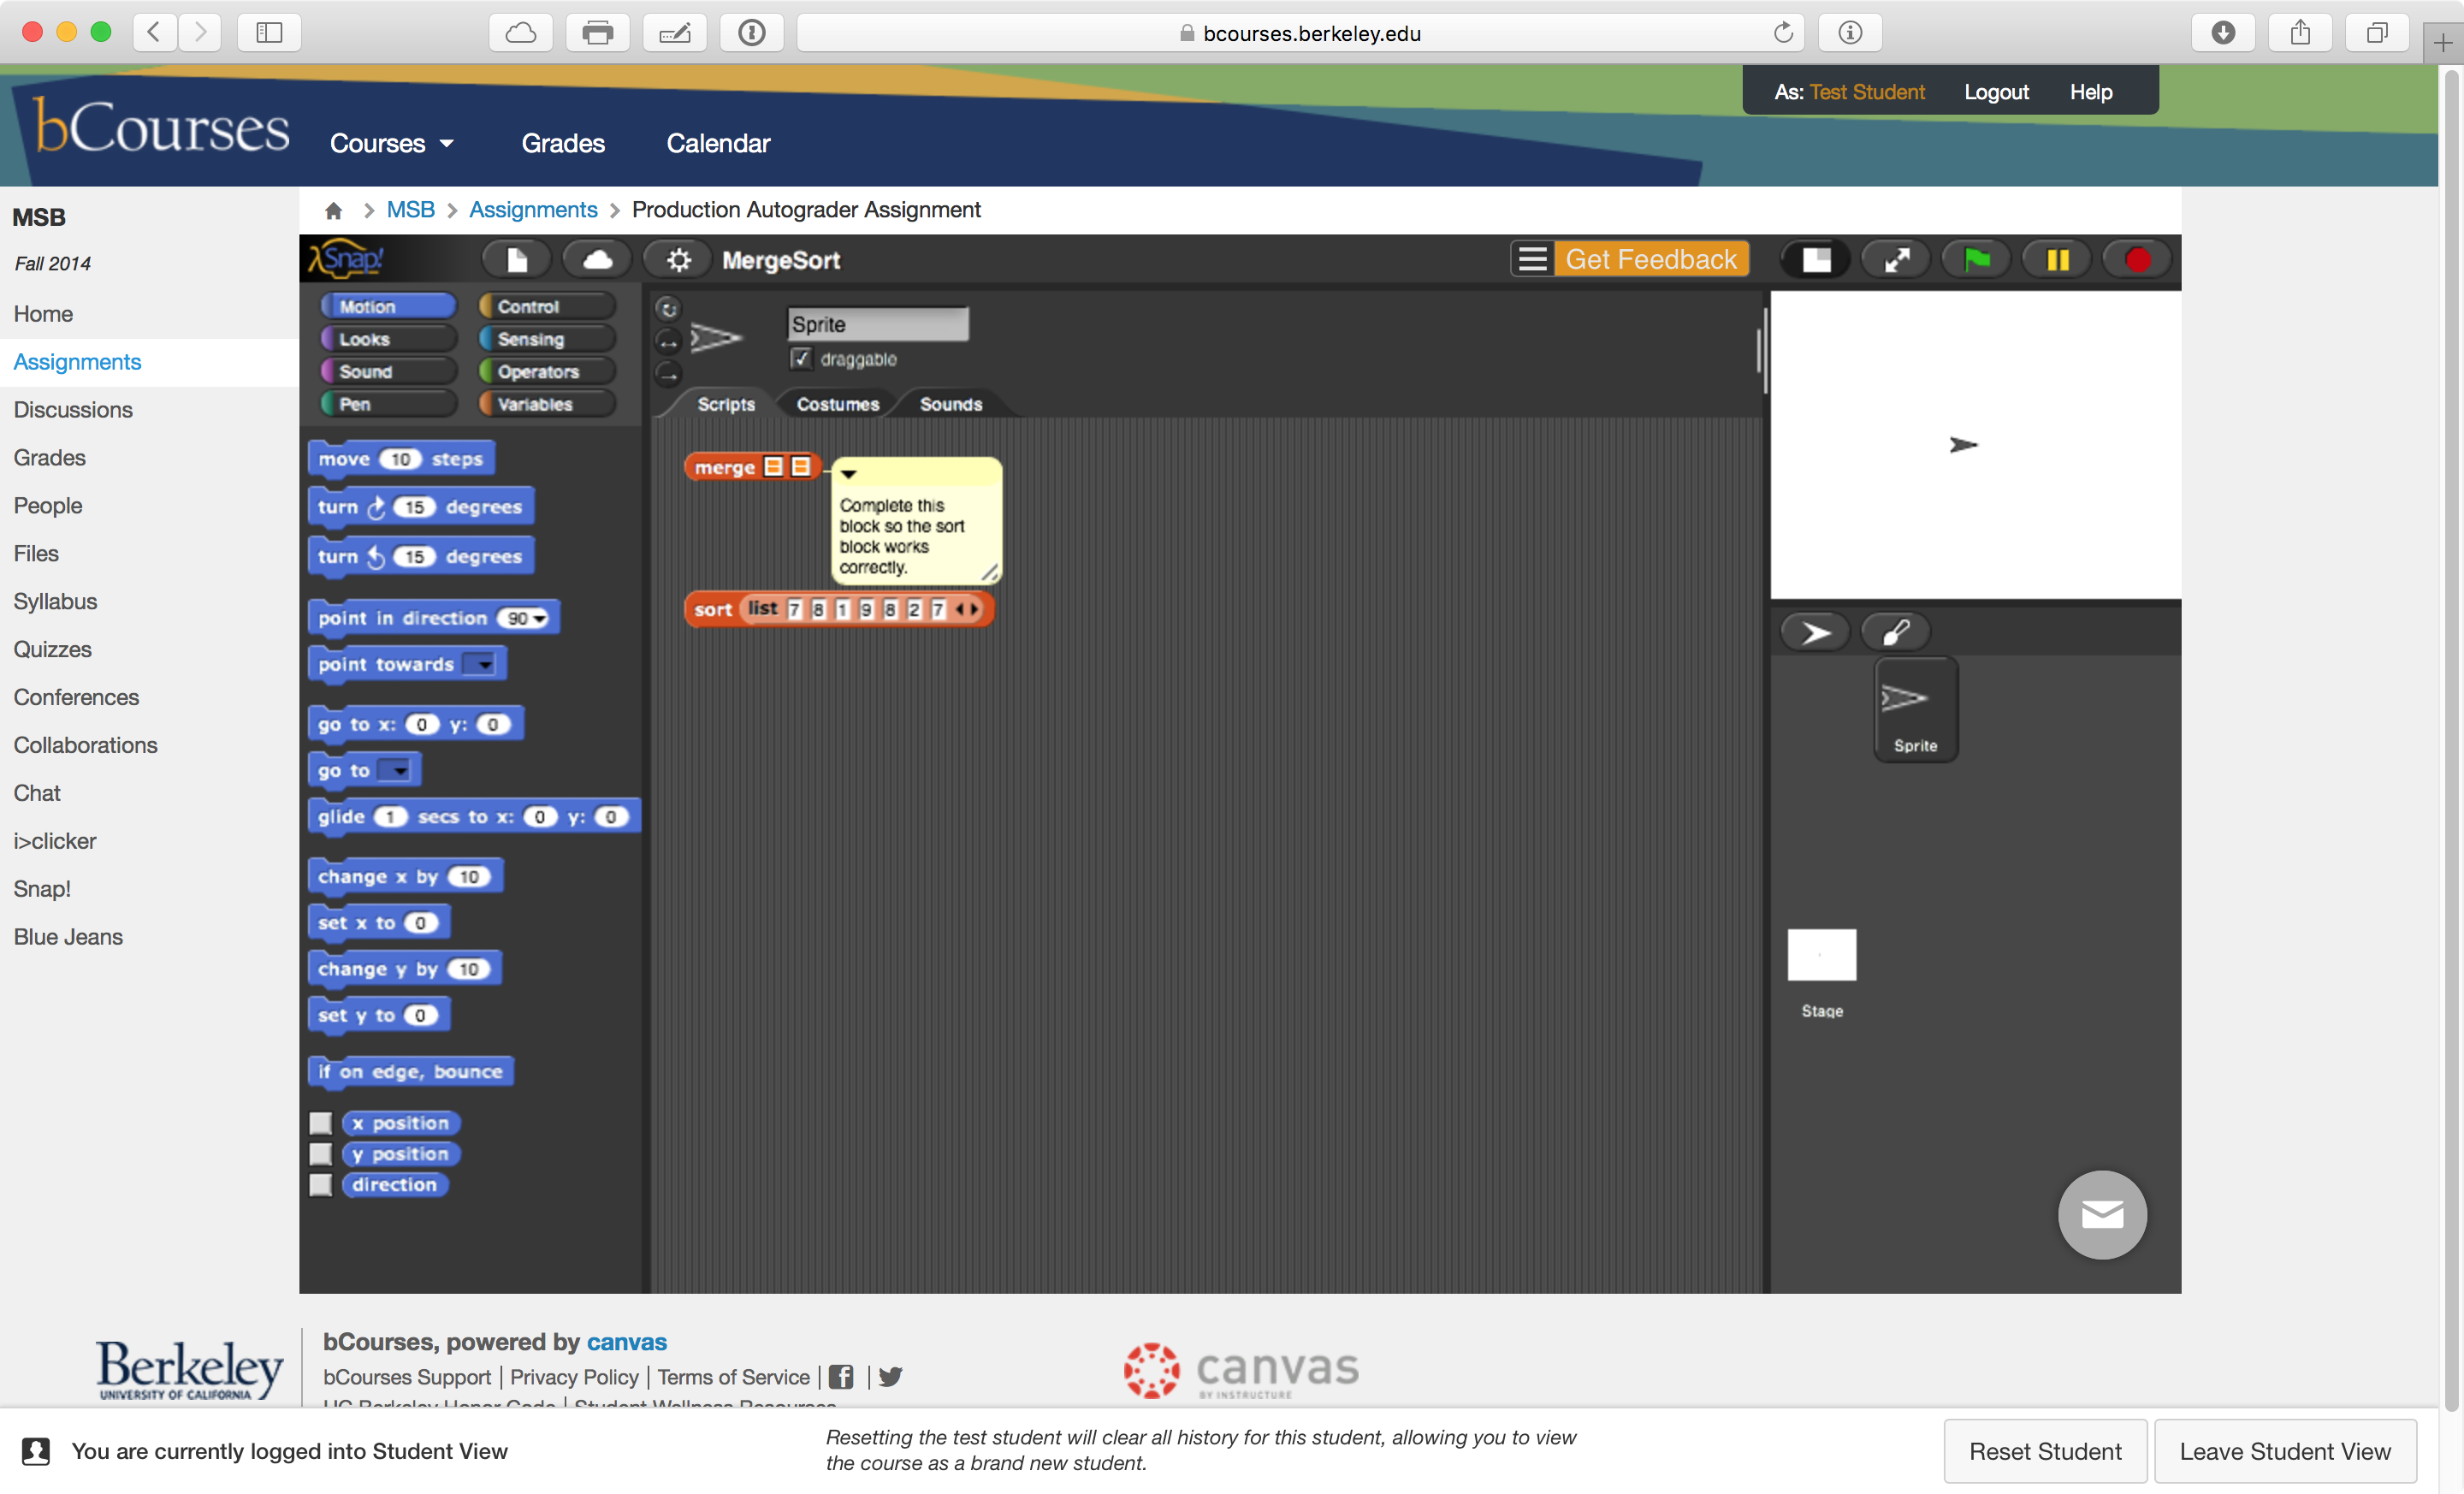 bcourses.berkeley.edu
As: Test Student Logout Help
bCourses Courses Grades Calendar
MSB
Fall 2014
Home
Assignments
Discussions
Grades
People
Files
Syllabus
Quizzes
Conferences
Collaborations
Chat
i>clicker
Snap!
Blue Jeans
MSB > Assignments > Production Autograder Assignment
λSnap! MergeSort Get Feedback
Motion Control
Looks Sensing
Sound Operators
Pen Variables
move 10 steps
turn 15 degrees
turn 15 degrees
point in direction 90
point towards
go to x: 0 y: 0
go to
glide 1 secs to x: 0 y: 0
change x by 10
set x to 0
change y by 10
set y to 0
if on edge, bounce
x position
y position
direction
Sprite
draggable
Scripts Costumes Sounds
merge
Complete this
block so the sort
block works
correctly.
sort list 7 8 1 9 8 2 7
Sprite
Stage
Berkeley
UNIVERSITY OF CALIFORNIA
bCourses, powered by canvas
bCourses Support | Privacy Policy | Terms of Service |
UC Berkeley Honor Code | Student Wellness Resources
canvas
BY INSTRUCTURE
You are currently logged into Student View
Resetting the test student will clear all history for this student, allowing you to view
the course as a brand new student.
Reset Student Leave Student View